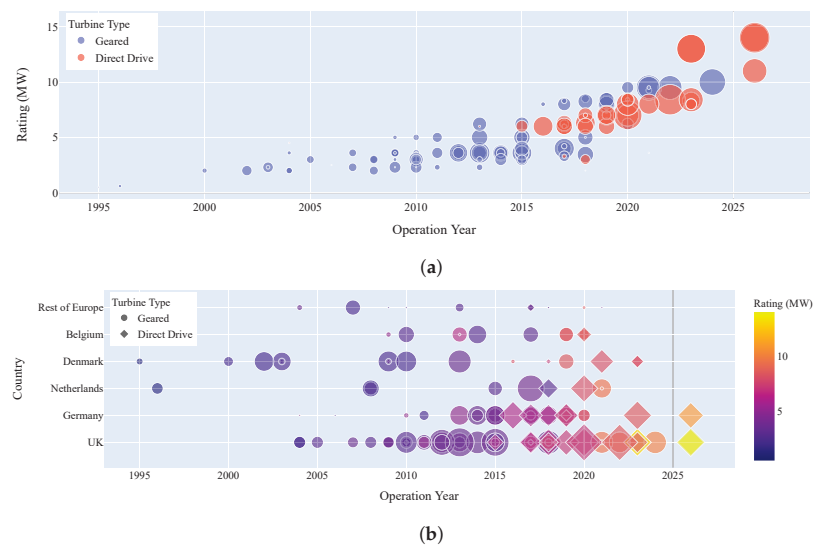 Turbine Type
Geared
Direct Drive
15
10
5
0
Rating (MW)
1995 2000 2005 2010 2015 2020 2025
Operation Year
(a)
Turbine Type
Geared
Direct Drive
Rest of Europe
Belgium
Denmark
Netherlands
Germany
UK
Country
1995 2000 2005 2010 2015 2020 2025
Operation Year
Rating (MW)
10
5
(b)